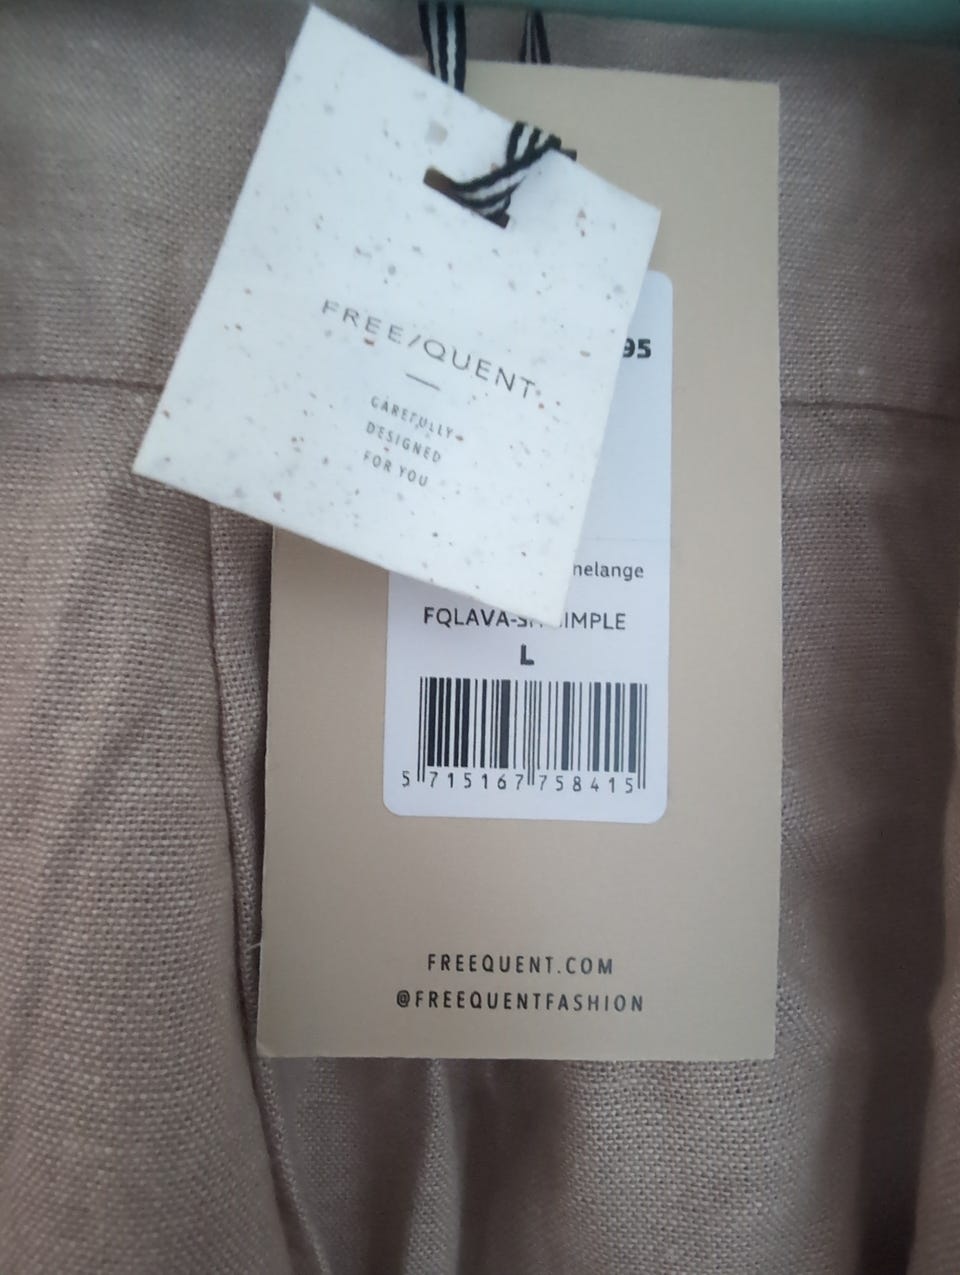 FREE/QUENT
CAREFULLY
DESIGNED
FOR YOU
95
melange
FQLAVA-SH-SIMPLE
L
5 715167 758415
FREEQUENT.COM
@FREEQUENTFASHION